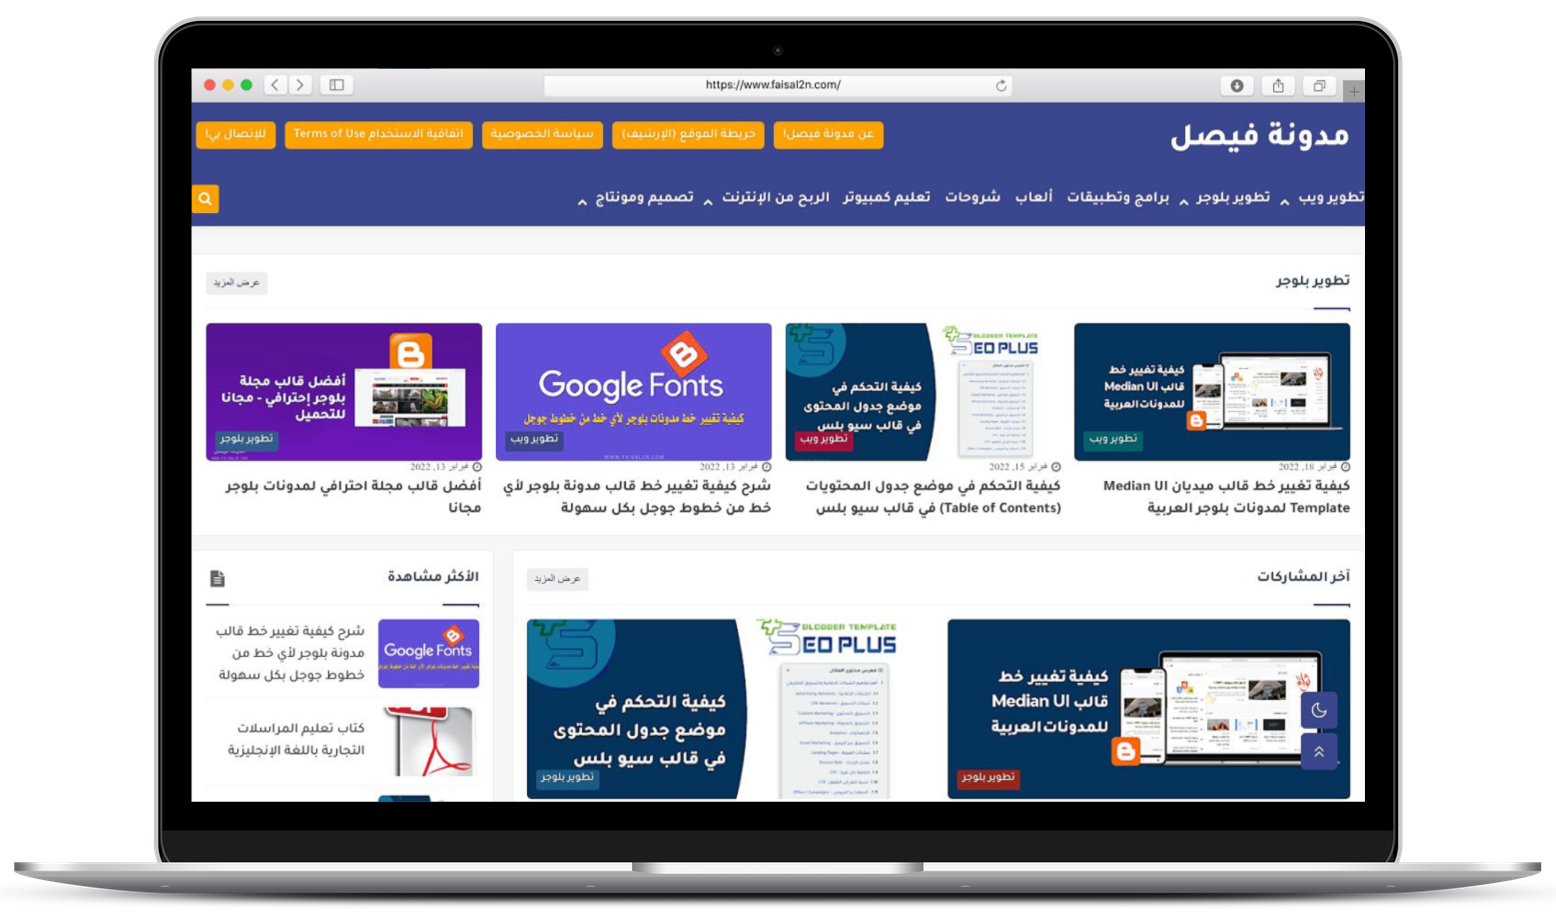 https://www.faisal2n.com/
مدونة فيصل
عن مدونة فيصل!
خريطة الموقع (الإرشيف)
سياسة الخصوصية
اتفاقية الاستخدام Terms of Use
للإتصال بي!
تطوير ويب
تطوير بلوجر
برامج وتطبيقات
ألعاب
شروحات
تعليم كمبيوتر
الربح من الإنترنت
تصميم ومونتاج
تطوير بلوجر
عرض المزيد
كيفية تغيير خط
قالب Median UI
للمدونات العربية
تطوير ويب
فبراير 18, 2022
كيفية تغيير خط قالب ميديان Median UI
Template لمدونات بلوجر العربية
BLOGGER TEMPLATE
SEO PLUS
كيفية التحكم في
موضع جدول المحتوى
في قالب سيو بلس
تطوير ويب
فبراير 15, 2022
كيفية التحكم في موضع جدول المحتويات
(Table of Contents) في قالب سيو بلس
Google Fonts
كيفية تغيير خط مدونات بلوجر لأي خط من خطوط جوجل
تطوير ويب
WWW.FAISAL2N.COM
فبراير 13, 2022
شرح كيفية تغيير خط قالب مدونة بلوجر لأي
خط من خطوط جوجل بكل سهولة
أفضل قالب مجلة
بلوجر إحترافي - مجانا
للتحميل
تطوير بلوجر
فبراير 13, 2022
أفضل قالب مجلة احترافي لمدونات بلوجر
مجانا
آخر المشاركات
عرض المزيد
كيفية تغيير خط
قالب Median UI
للمدونات العربية
تطوير بلوجر
BLOGGER TEMPLATE
SEO PLUS
فهرس محتوى المقال
كيفية التحكم في
موضع جدول المحتوى
في قالب سيو بلس
تطوير بلوجر
الأكثر مشاهدة
Google Fonts
شرح كيفية تغيير خط قالب
مدونة بلوجر لأي خط من
خطوط جوجل بكل سهولة
كتاب تعليم المراسلات
التجارية باللغة الإنجليزية